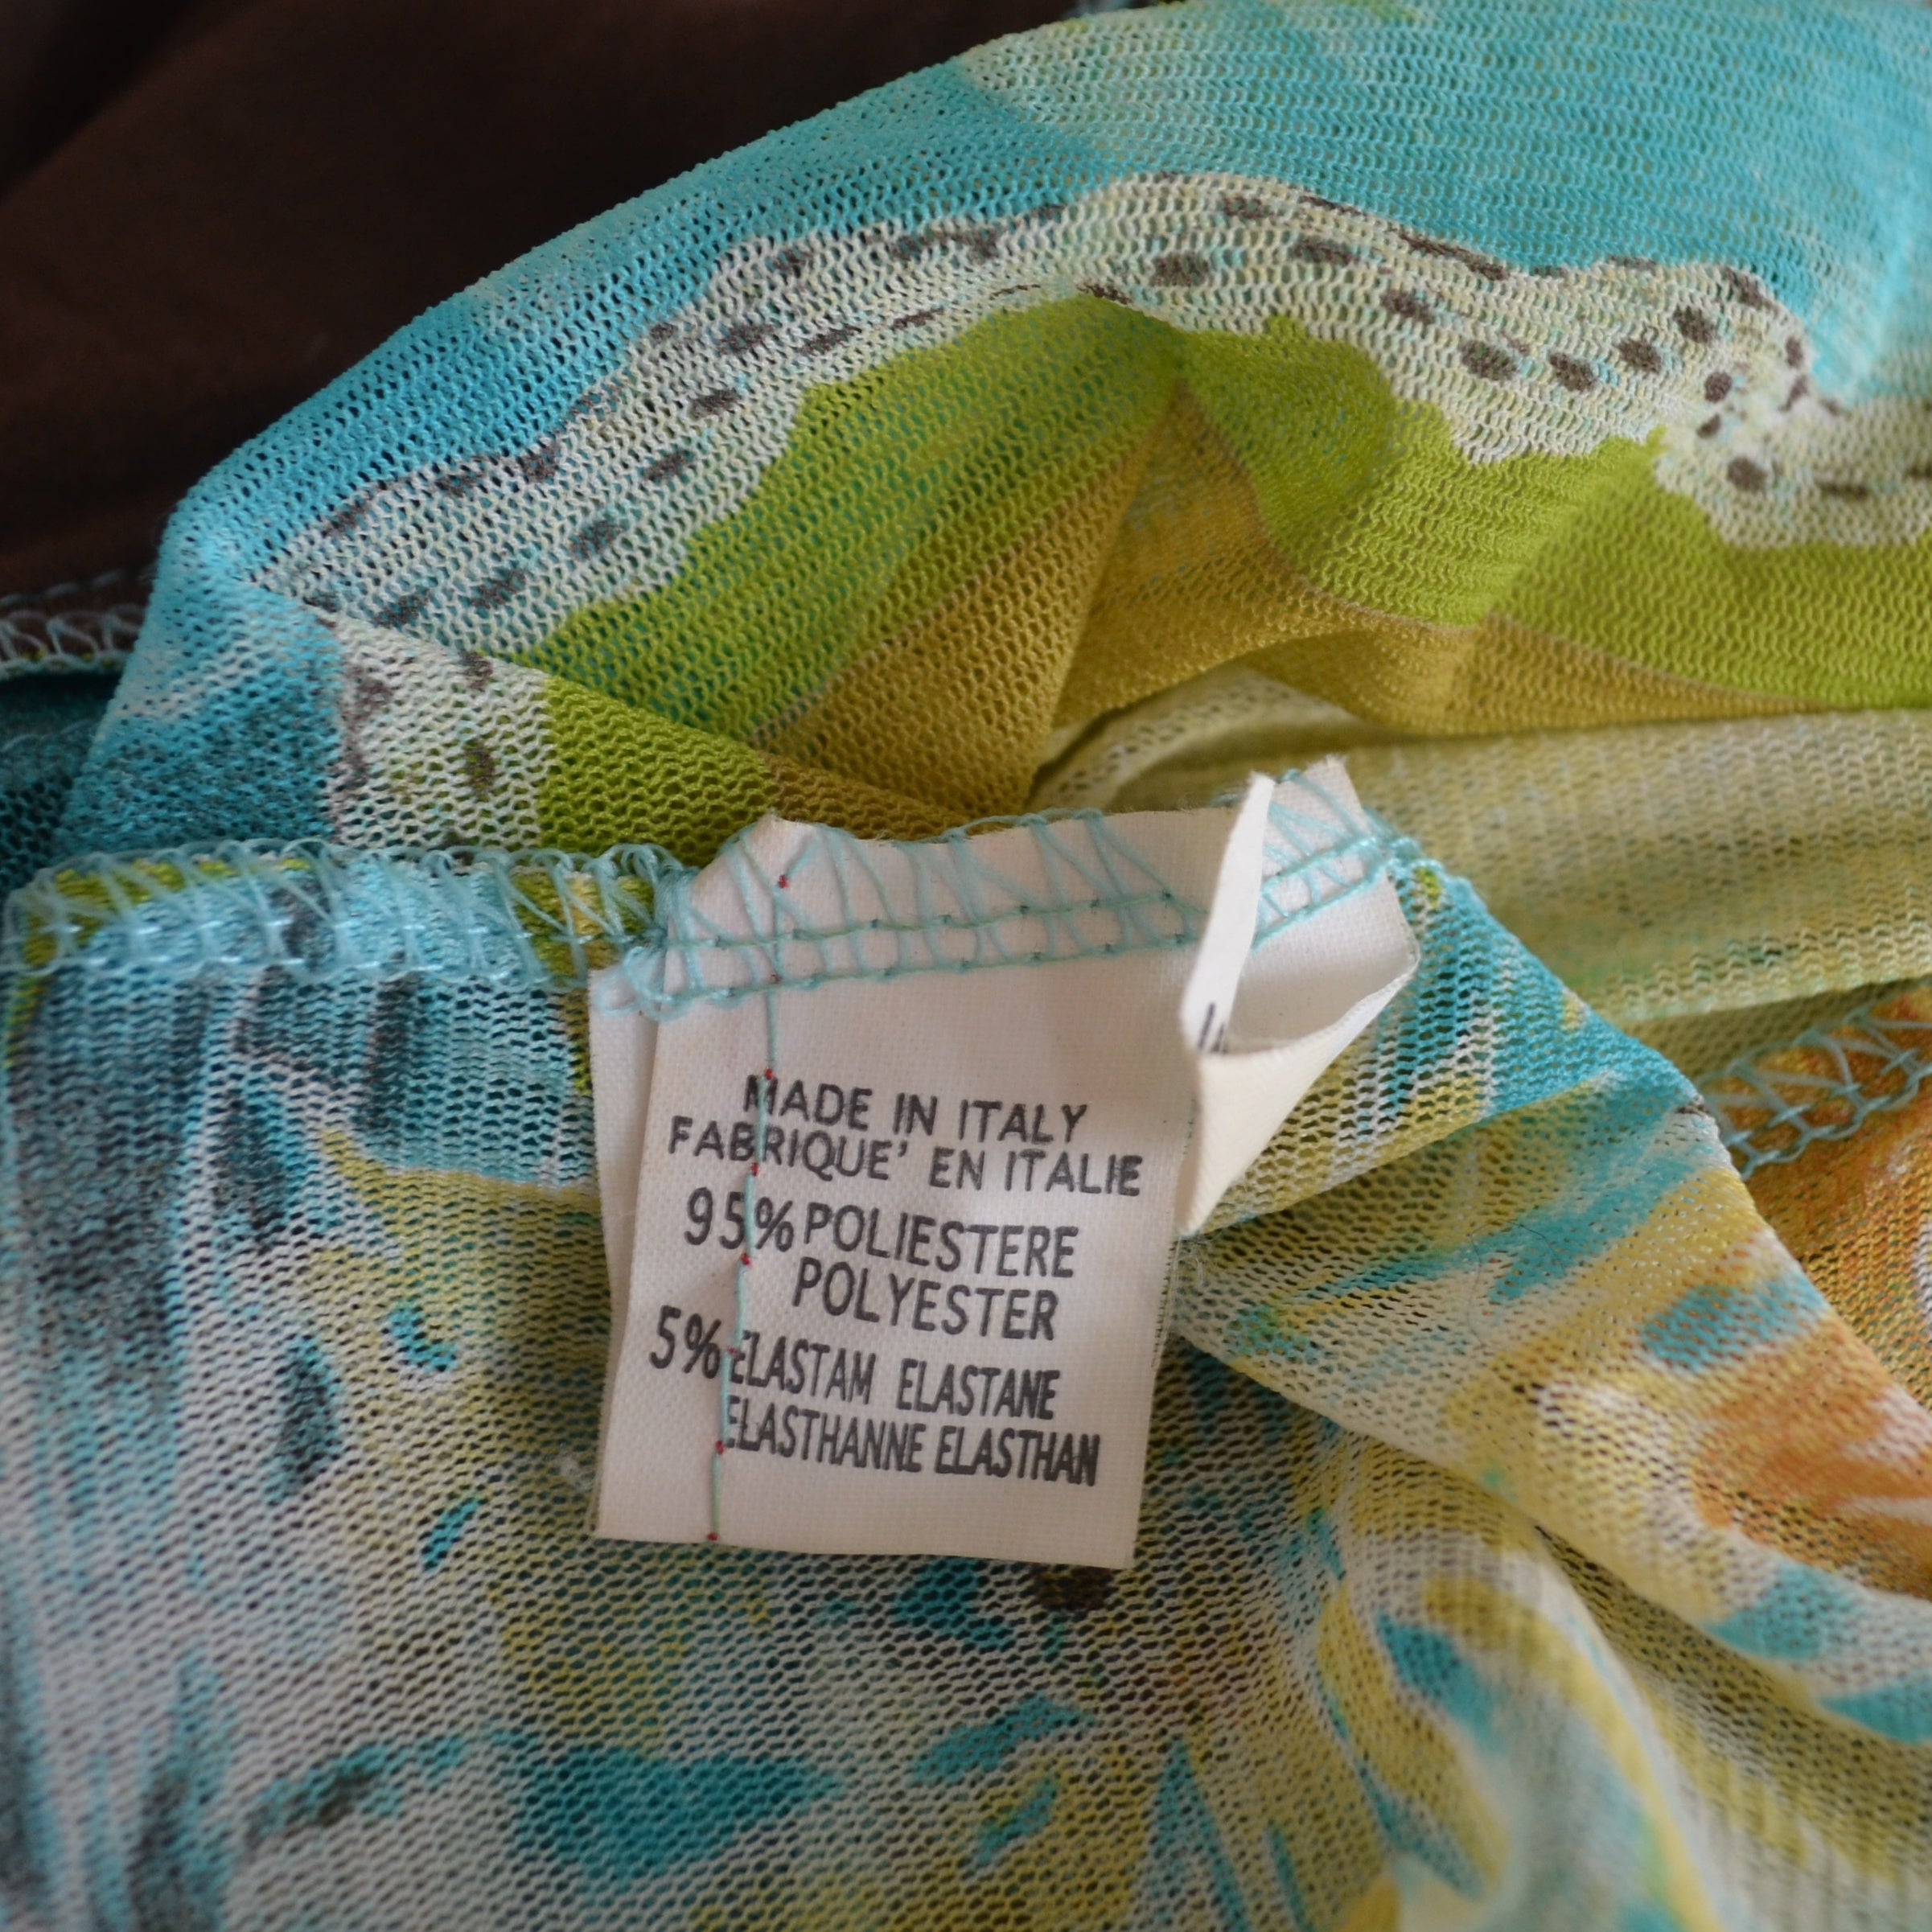 MADE IN ITALY
FABRIQUE' EN ITALIE
95% POLIESTERE
POLYESTER
5% ELASTAM ELASTANE
ELASTHANNE ELASTHAN